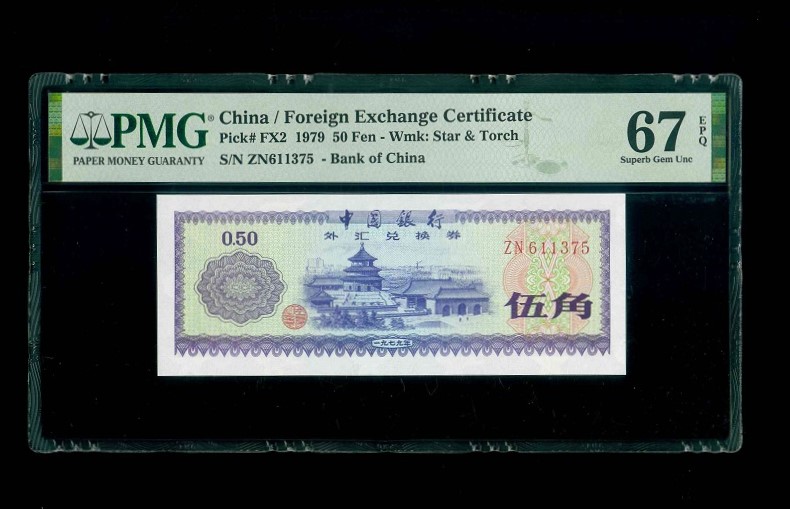 PMG®
PAPER MONEY GUARANTY
China / Foreign Exchange Certificate
Pick# FX2 1979 50 Fen - Wmk: Star & Torch
S/N ZN611375 - Bank of China
67
EPQ
Superb Gem Unc
中国银行
外汇兑换券
0.50
ZN611375
伍角
一九七九年